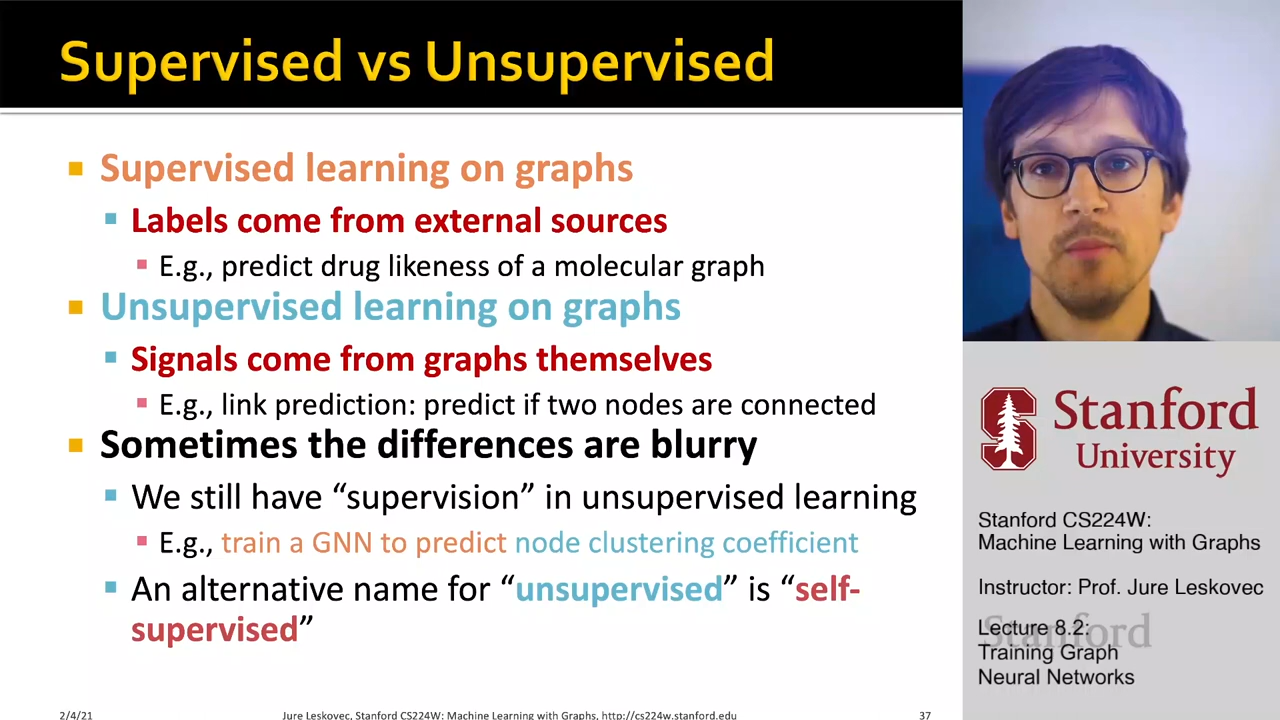 Supervised vs Unsupervised
Supervised learning on graphs
Labels come from external sources
E.g., predict drug likeness of a molecular graph
Unsupervised learning on graphs
Signals come from graphs themselves
E.g., link prediction: predict if two nodes are connected
Sometimes the differences are blurry
We still have “supervision” in unsupervised learning
E.g., train a GNN to predict node clustering coefficient
An alternative name for “unsupervised” is “self-
supervised”
2/4/21
Jure Leskovec, Stanford CS224W: Machine Learning with Graphs, http://cs224w.stanford.edu
37
Stanford
University
Stanford CS224W:
Machine Learning with Graphs
Instructor: Prof. Jure Leskovec
Stanford
Lecture 8.2:
Training Graph
Neural Networks